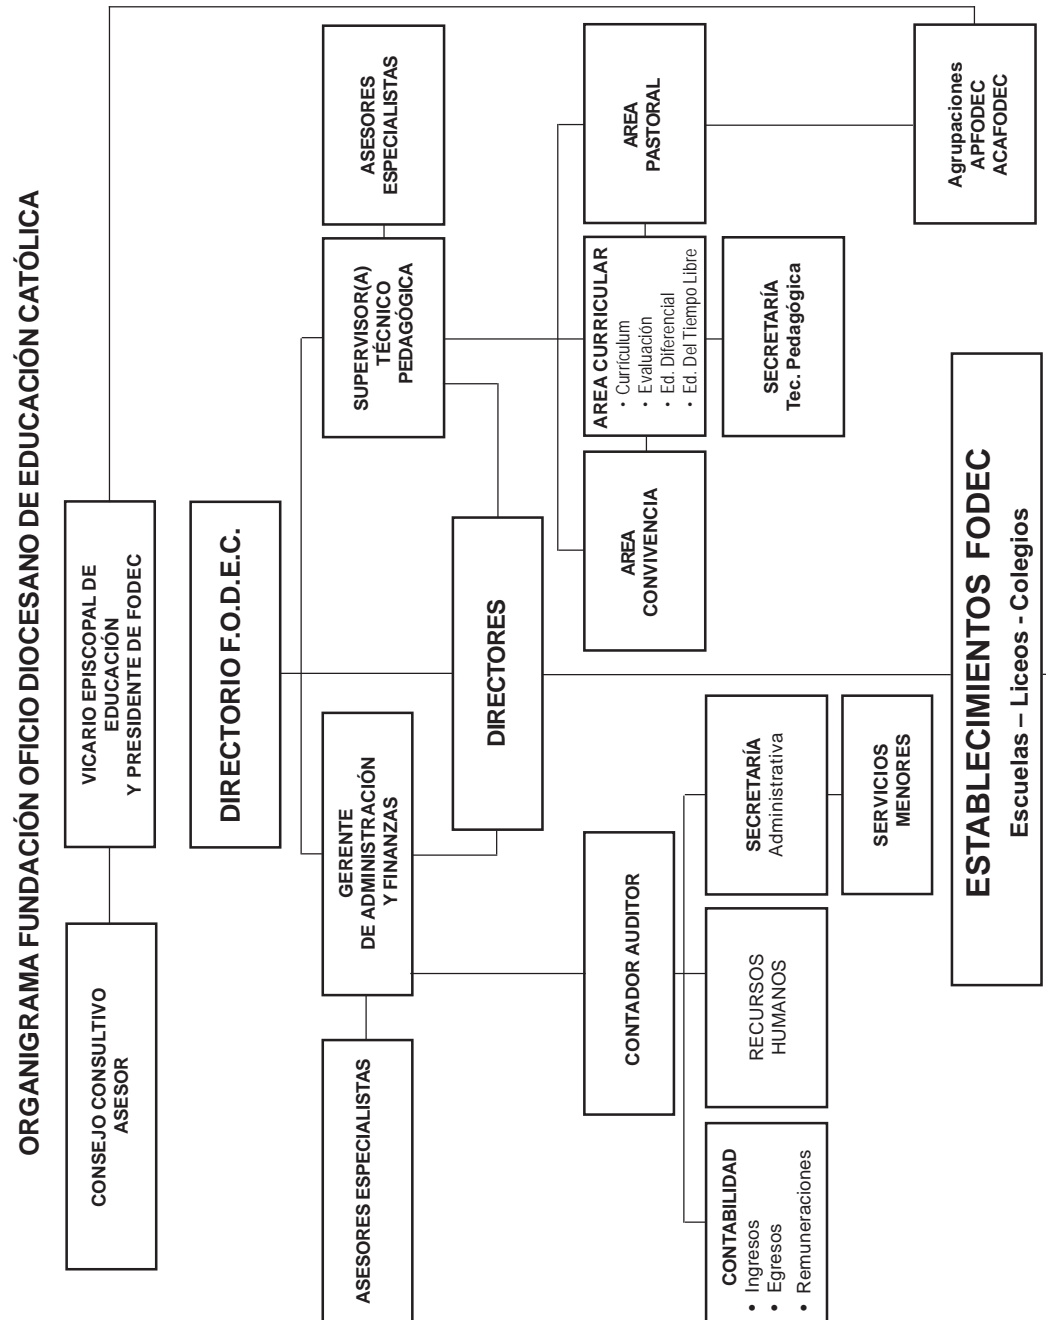 ORGANIGRAMA FUNDACIÓN OFICIO DIOCESANO DE EDUCACIÓN CATÓLICA
CONSEJO CONSULTIVO
ASESOR
VICARIO EPISCOPAL DE
EDUCACIÓN
Y PRESIDENTE DE FODEC
DIRECTORIO F.O.D.E.C.
ASESORES ESPECIALISTAS
GERENTE
DE ADMINISTRACIÓN
Y FINANZAS
SUPERVISOR(A)
TÉCNICO
PEDAGÓGICA
ASESORES
ESPECIALISTAS
DIRECTORES
CONTADOR AUDITOR
AREA
CONVIVENCIA
AREA CURRICULAR
• Currículum
• Evaluación
• Ed. Diferencial
• Ed. Del Tiempo Libre
AREA
PASTORAL
CONTABILIDAD
• Ingresos
• Egresos
• Remuneraciones
RECURSOS
HUMANOS
SECRETARÍA
Administrativa
SECRETARÍA
Tec. Pedagógica
SERVICIOS
MENORES
Agrupaciones
APFODEC
ACAFODEC
ESTABLECIMIENTOS FODEC
Escuelas – Liceos - Colegios